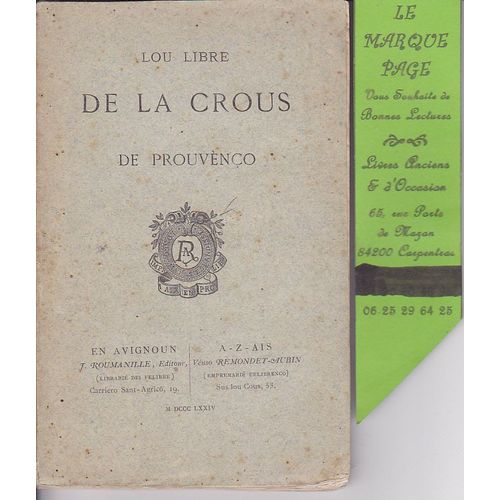 LOU LIBRE
DE LA CROUS
DE PROUVÈNÇO
EN AVIGNOUN
J. ROUMANILLE, Editour,
(LIBRARIÉ DEI FELIBRE)
Carriero Sant-Agricò, 19.
A-Z-AIS
Véuso REMONDET-AUBIN
(EMPREMARIÉ FELIBRENCO)
Sus lou Cous, 53.
M DCCC LXXIV
LE
MARQUE
PAGE
Vous Souhaite de
Bonnes Lectures
Livres Anciens
& d'Occasion
65, rue Porte
de Mazan
84200 Carpentras
06 25 29 64 25